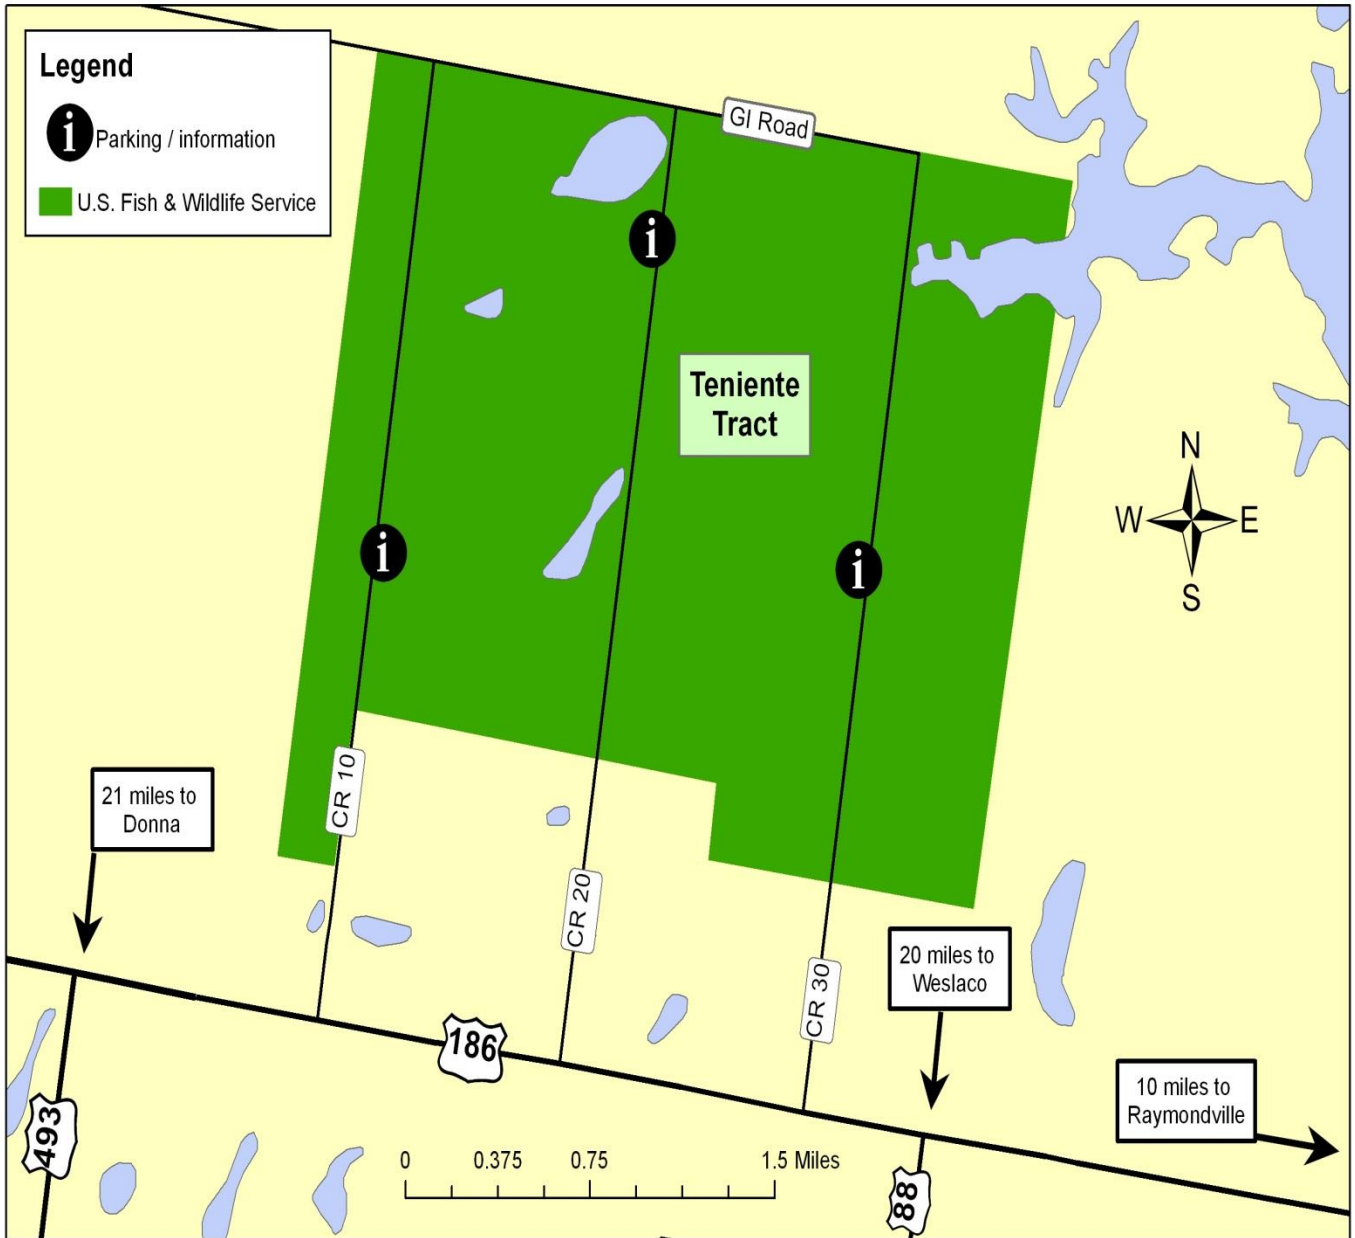 Legend
i Parking / information
U.S. Fish & Wildlife Service
GI Road
i
Teniente
Tract
N
W E
S
i
i
CR 10
21 miles to
Donna
CR 20
20 miles to
Weslaco
CR 30
186
10 miles to
Raymondville
493
0 0.375 0.75 1.5 Miles
88